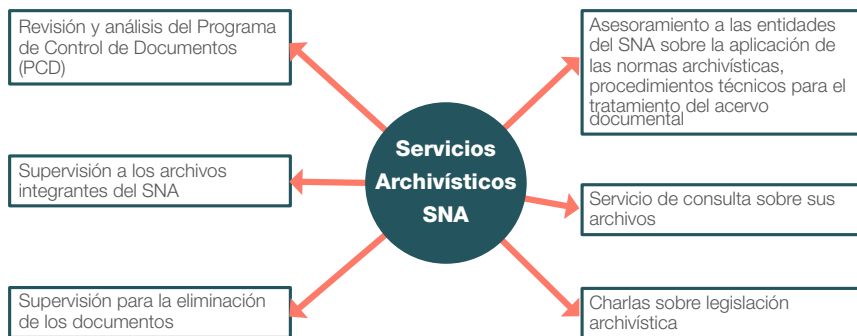 Revisión y análisis del Programa
de Control de Documentos
(PCD)
Supervisión a los archivos
integrantes del SNA
Supervisión para la eliminación
de los documentos
Servicios
Archivísticos
SNA
Asesoramiento a las entidades
del SNA sobre la aplicación de
las normas archivísticas,
procedimientos técnicos para el
tratamiento del acervo
documental
Servicio de consulta sobre sus
archivos
Charlas sobre legislación
archivística